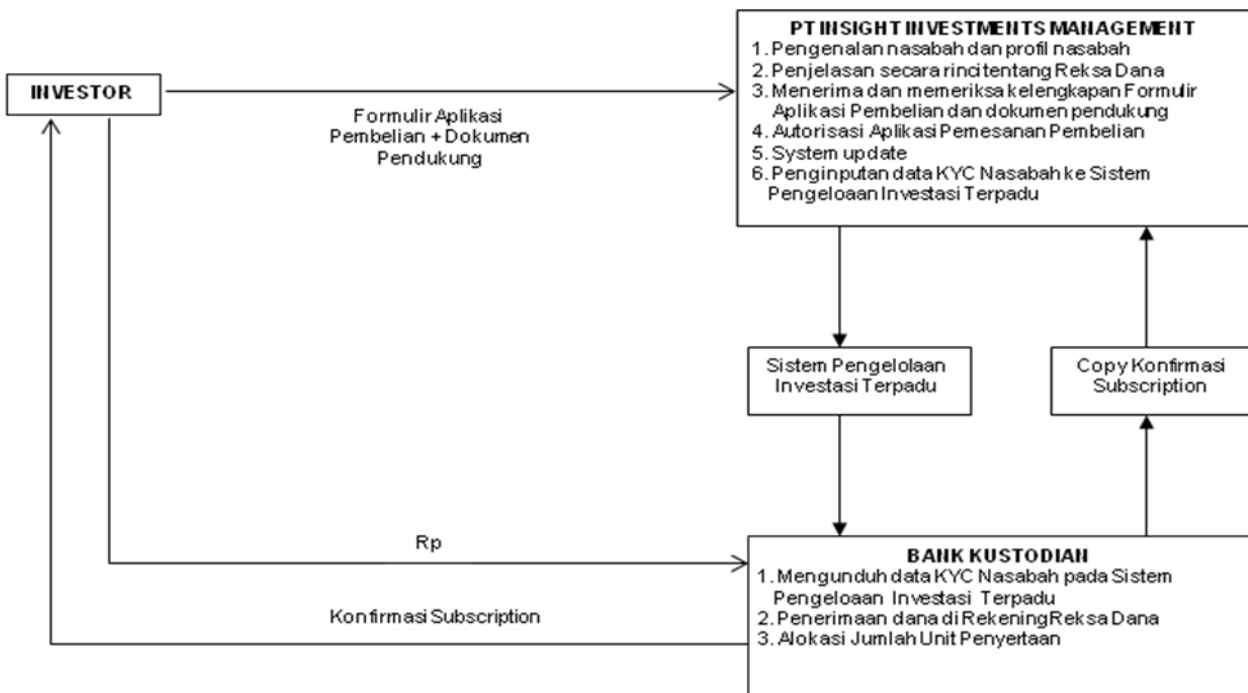 PT INSIGHT INVESTMENTS MANAGEMENT
1. Pengenalan nasabah dan profil nasabah
2. Penjelasan secara rinci tentang Reksa Dana
3. Menerima dan memeriksa kelengkapan Formulir
Aplikasi Pembelian dan dokumen pendukung
4. Autorisasi Aplikasi Pemesanan Pembelian
5. System update
6. Penginputan data KYC Nasabah ke Sistem
Pengeloaan Investasi Terpadu
INVESTOR
Formulir Aplikasi
Pembelian + Dokumen
Pendukung
Sistem Pengelolaan
Investasi Terpadu
Copy Konfirmasi
Subscription
Rp
Konfirmasi Subscription
BANK KUSTODIAN
1. Mengunduh data KYC Nasabah pada Sistem
Pengeloaan Investasi Terpadu
2. Penerimaan dana di Rekening Reksa Dana
3. Alokasi Jumlah Unit Penyertaan